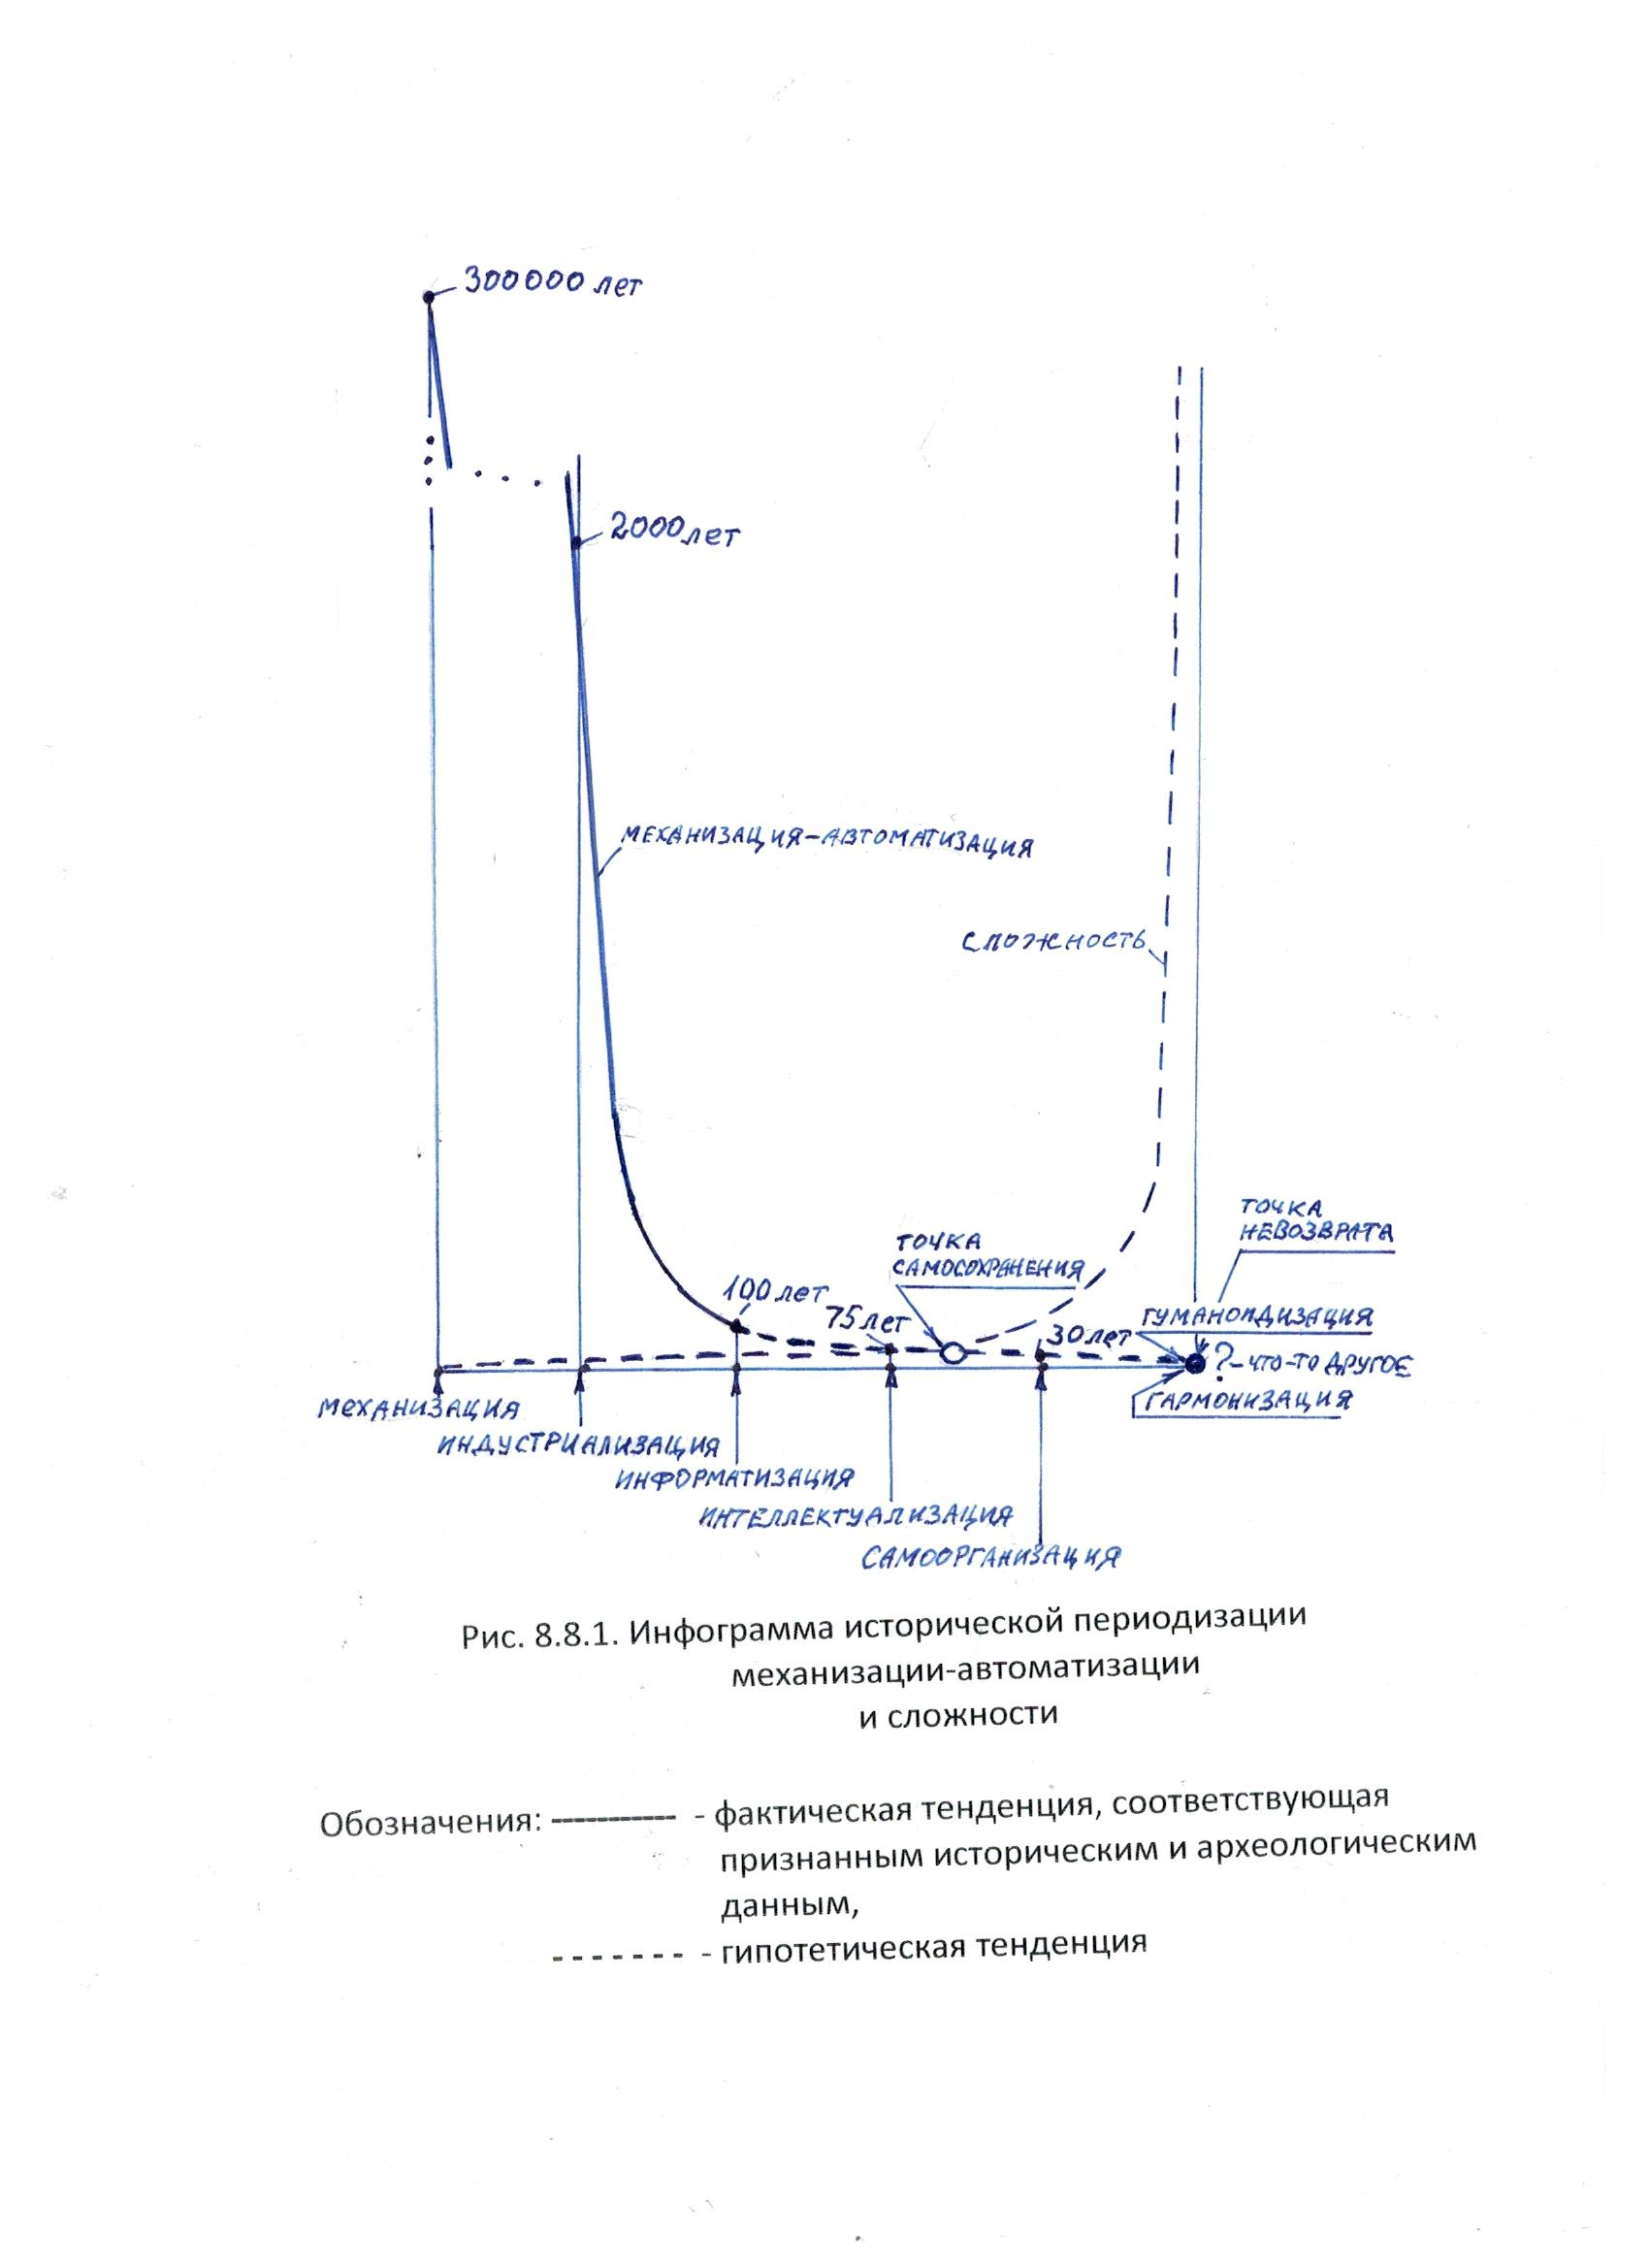 300000 лет
2000 лет
МЕХАНИЗАЦИЯ-АВТОМАТИЗАЦИЯ
СЛОЖНОСТЬ
ТОЧКА
НЕВОЗВРАТА
ТОЧКА
САМОСОХРАНЕНИЯ
100 лет
75 лет
ГУМАНОИДИЗАЦИЯ
30 лет
? - ЧТО-ТО ДРУГОЕ
ГАРМОНИЗАЦИЯ
МЕХАНИЗАЦИЯ
ИНДУСТРИАЛИЗАЦИЯ
ИНФОРМАТИЗАЦИЯ
ИНТЕЛЛЕКТУАЛИЗАЦИЯ
САМООРГАНИЗАЦИЯ
Рис. 8.8.1. Инфограмма исторической периодизации
механизации-автоматизации
и сложности
Обозначения: ----------- - фактическая тенденция, соответствующая
признанным историческим и археологическим
данным,
- - - - - - - - гипотетическая тенденция